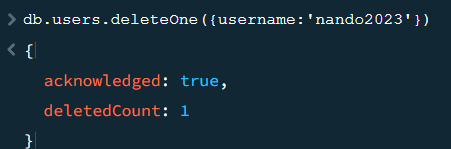 > db.users.deleteOne({username:'nando2023'})
< {
acknowledged: true,
deletedCount: 1
}